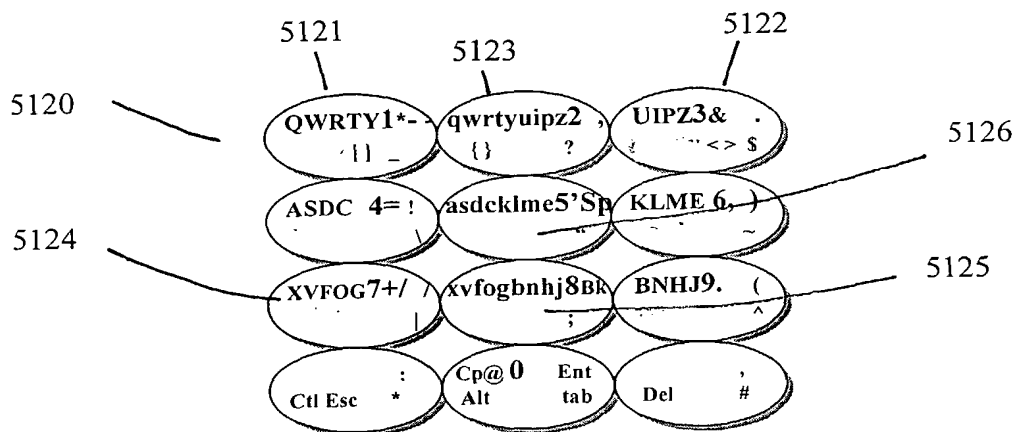 5121
5123
5122
5120
QWRTY1*- -
qwrtyuipz2 ,
UIPZ3& .
{} _
{} ?
<> $
5126
ASDC 4= !
asdcklme5’Sp
KLME 6, )
\
“
~ ~
5124
5125
XVFOG7+/ /
xvfogbnhj8Bk
BNHJ9. (
|
;
^
:
Cp@ 0 Ent
,
Ctl Esc *
Alt tab
Del #